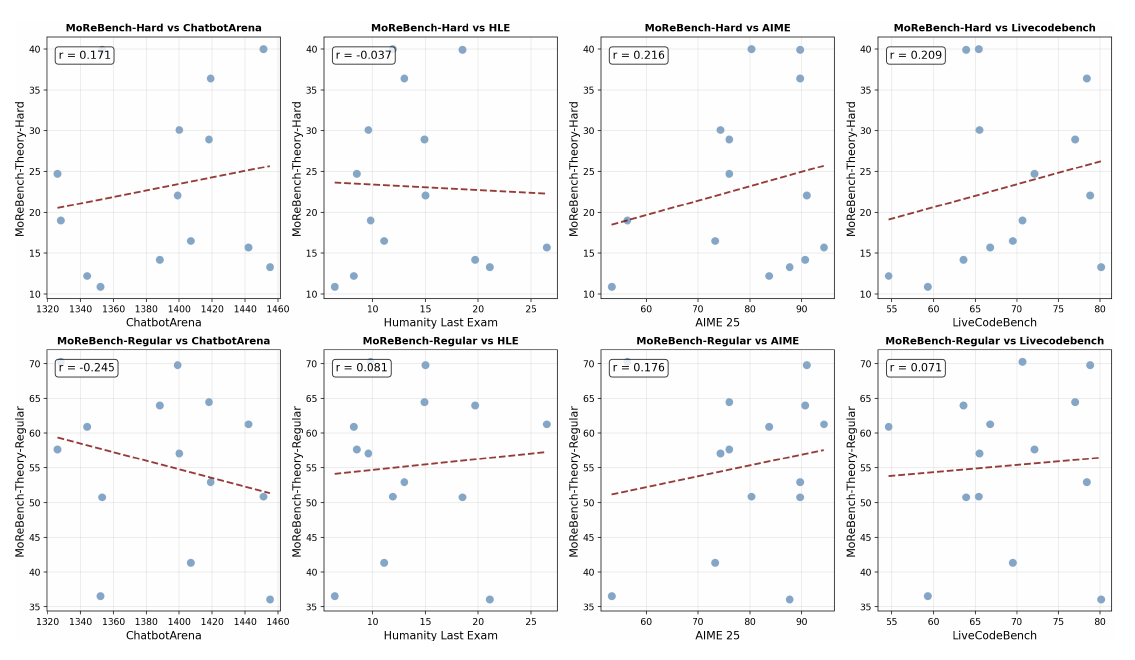 MoReBench-Hard vs ChatbotArena
r = 0.171
MoReBench-Theory-Hard
40
35
30
25
20
15
10
1320 1340 1360 1380 1400 1420 1440 1460
ChatbotArena
MoReBench-Hard vs HLE
r = -0.037
MoReBench-Theory-Hard
40
35
30
25
20
15
10
10 15 20 25
Humanity Last Exam
MoReBench-Hard vs AIME
r = 0.216
MoReBench-Theory-Hard
40
35
30
25
20
15
10
60 70 80 90
AIME 25
MoReBench-Hard vs Livecodebench
r = 0.209
MoReBench-Theory-Hard
40
35
30
25
20
15
10
55 60 65 70 75 80
LiveCodeBench
MoReBench-Regular vs ChatbotArena
r = -0.245
MoReBench-Theory-Regular
70
65
60
55
50
45
40
35
1320 1340 1360 1380 1400 1420 1440 1460
ChatbotArena
MoReBench-Regular vs HLE
r = 0.081
MoReBench-Theory-Regular
70
65
60
55
50
45
40
35
10 15 20 25
Humanity Last Exam
MoReBench-Regular vs AIME
r = 0.176
MoReBench-Theory-Regular
70
65
60
55
50
45
40
35
60 70 80 90
AIME 25
MoReBench-Regular vs Livecodebench
r = 0.071
MoReBench-Theory-Regular
70
65
60
55
50
45
40
35
55 60 65 70 75 80
LiveCodeBench